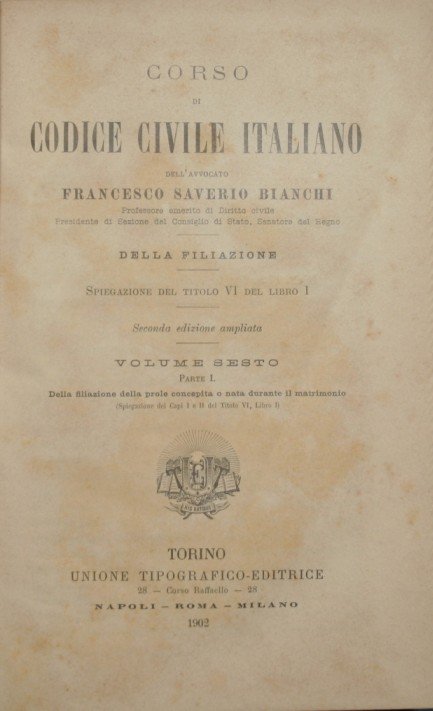 CORSO
DI
CODICE CIVILE ITALIANO
DELL'AVVOCATO
FRANCESCO SAVERIO BIANCHI
Professore emerito di Diritto civile
Presidente di Sezione del Consiglio di Stato, Senatore del Regno
DELLA FILIAZIONE
SPIEGAZIONE DEL TITOLO VI DEL LIBRO I
Seconda edizione ampliata
VOLUME SESTO
PARTE I.
Della filiazione della prole concepita o nata durante il matrimonio
(Spiegazione dei Capi I e II del Titolo VI, Libro I)
TORINO
UNIONE TIPOGRAFICO-EDITRICE
28 — Corso Raffaello — 28
NAPOLI — ROMA — MILANO
1902